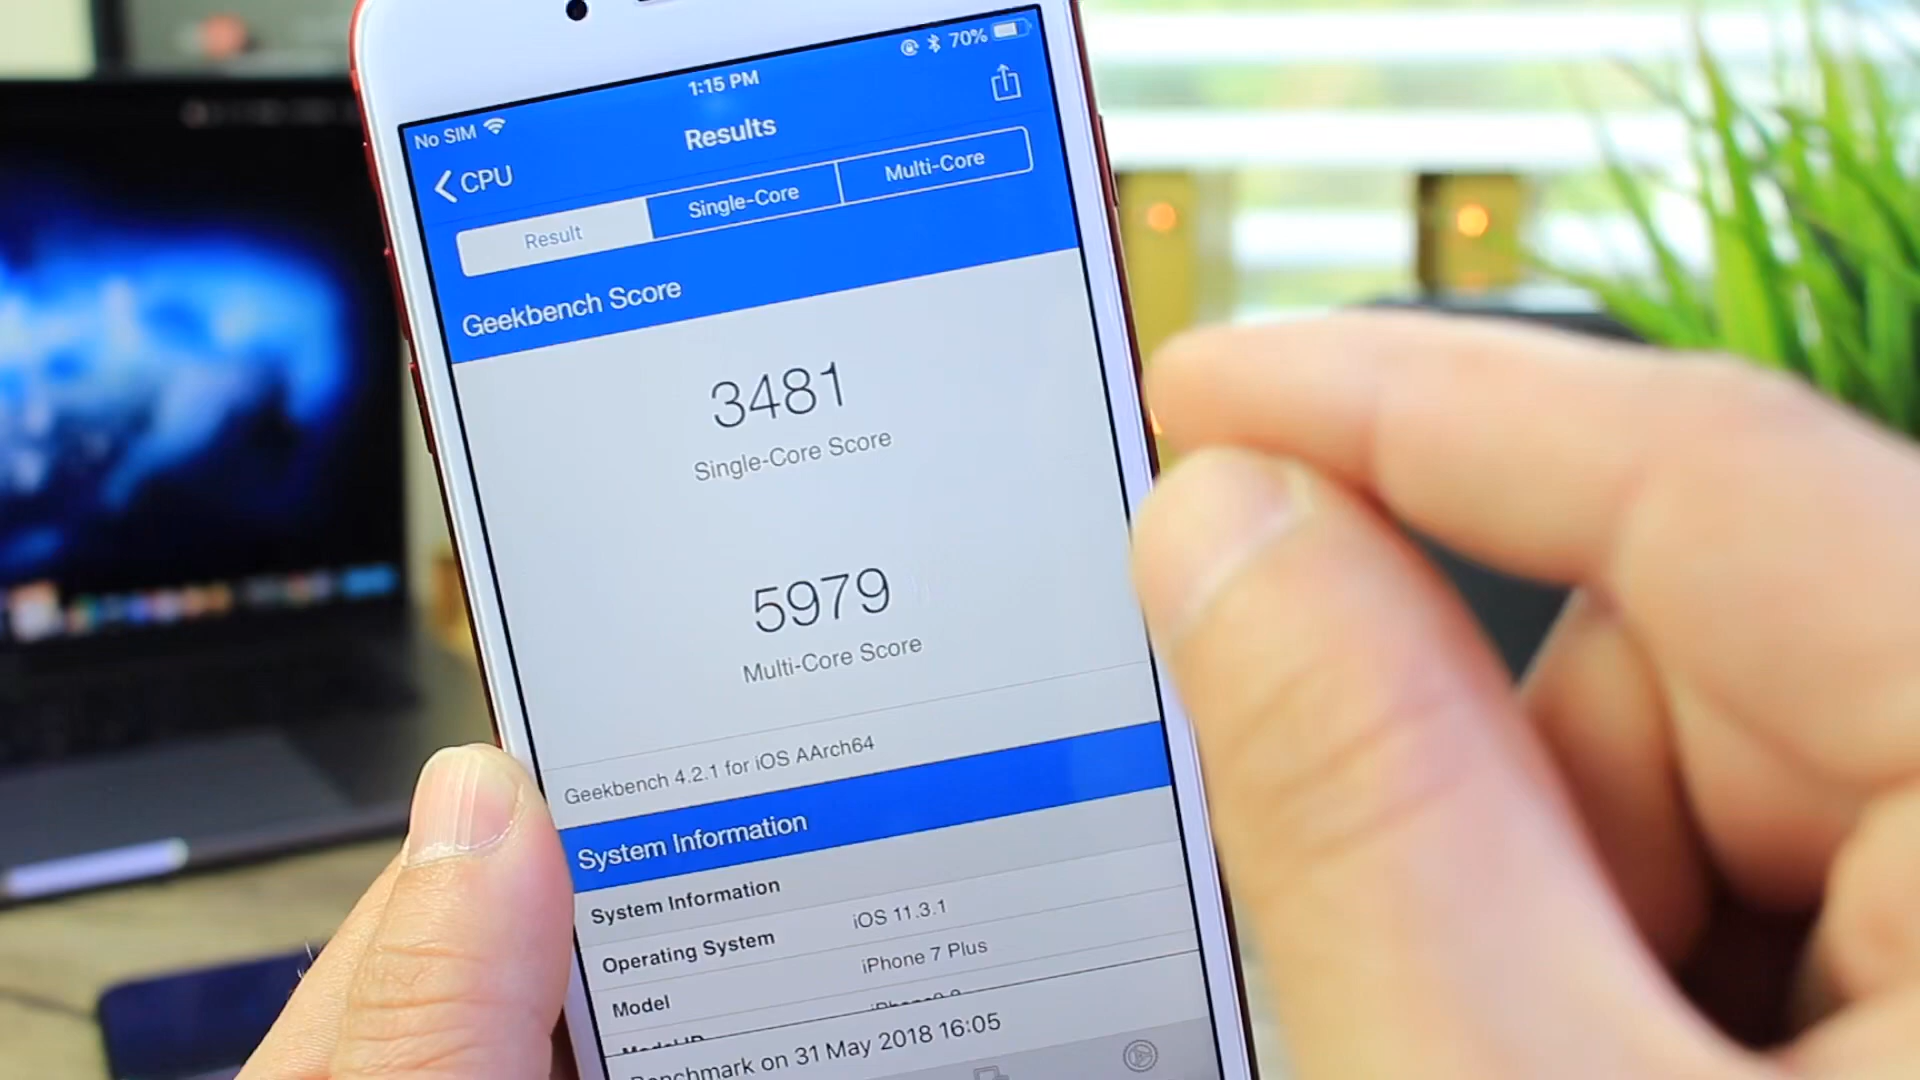 No SIM 1:15 PM 70%
CPU Results
Result Single-Core Multi-Core
Geekbench Score
3481
Single-Core Score
5979
Multi-Core Score
Geekbench 4.2.1 for iOS AArch64
System Information
System Information
Operating System iOS 11.3.1
Model iPhone 7 Plus
on 31 May 2018 16:05